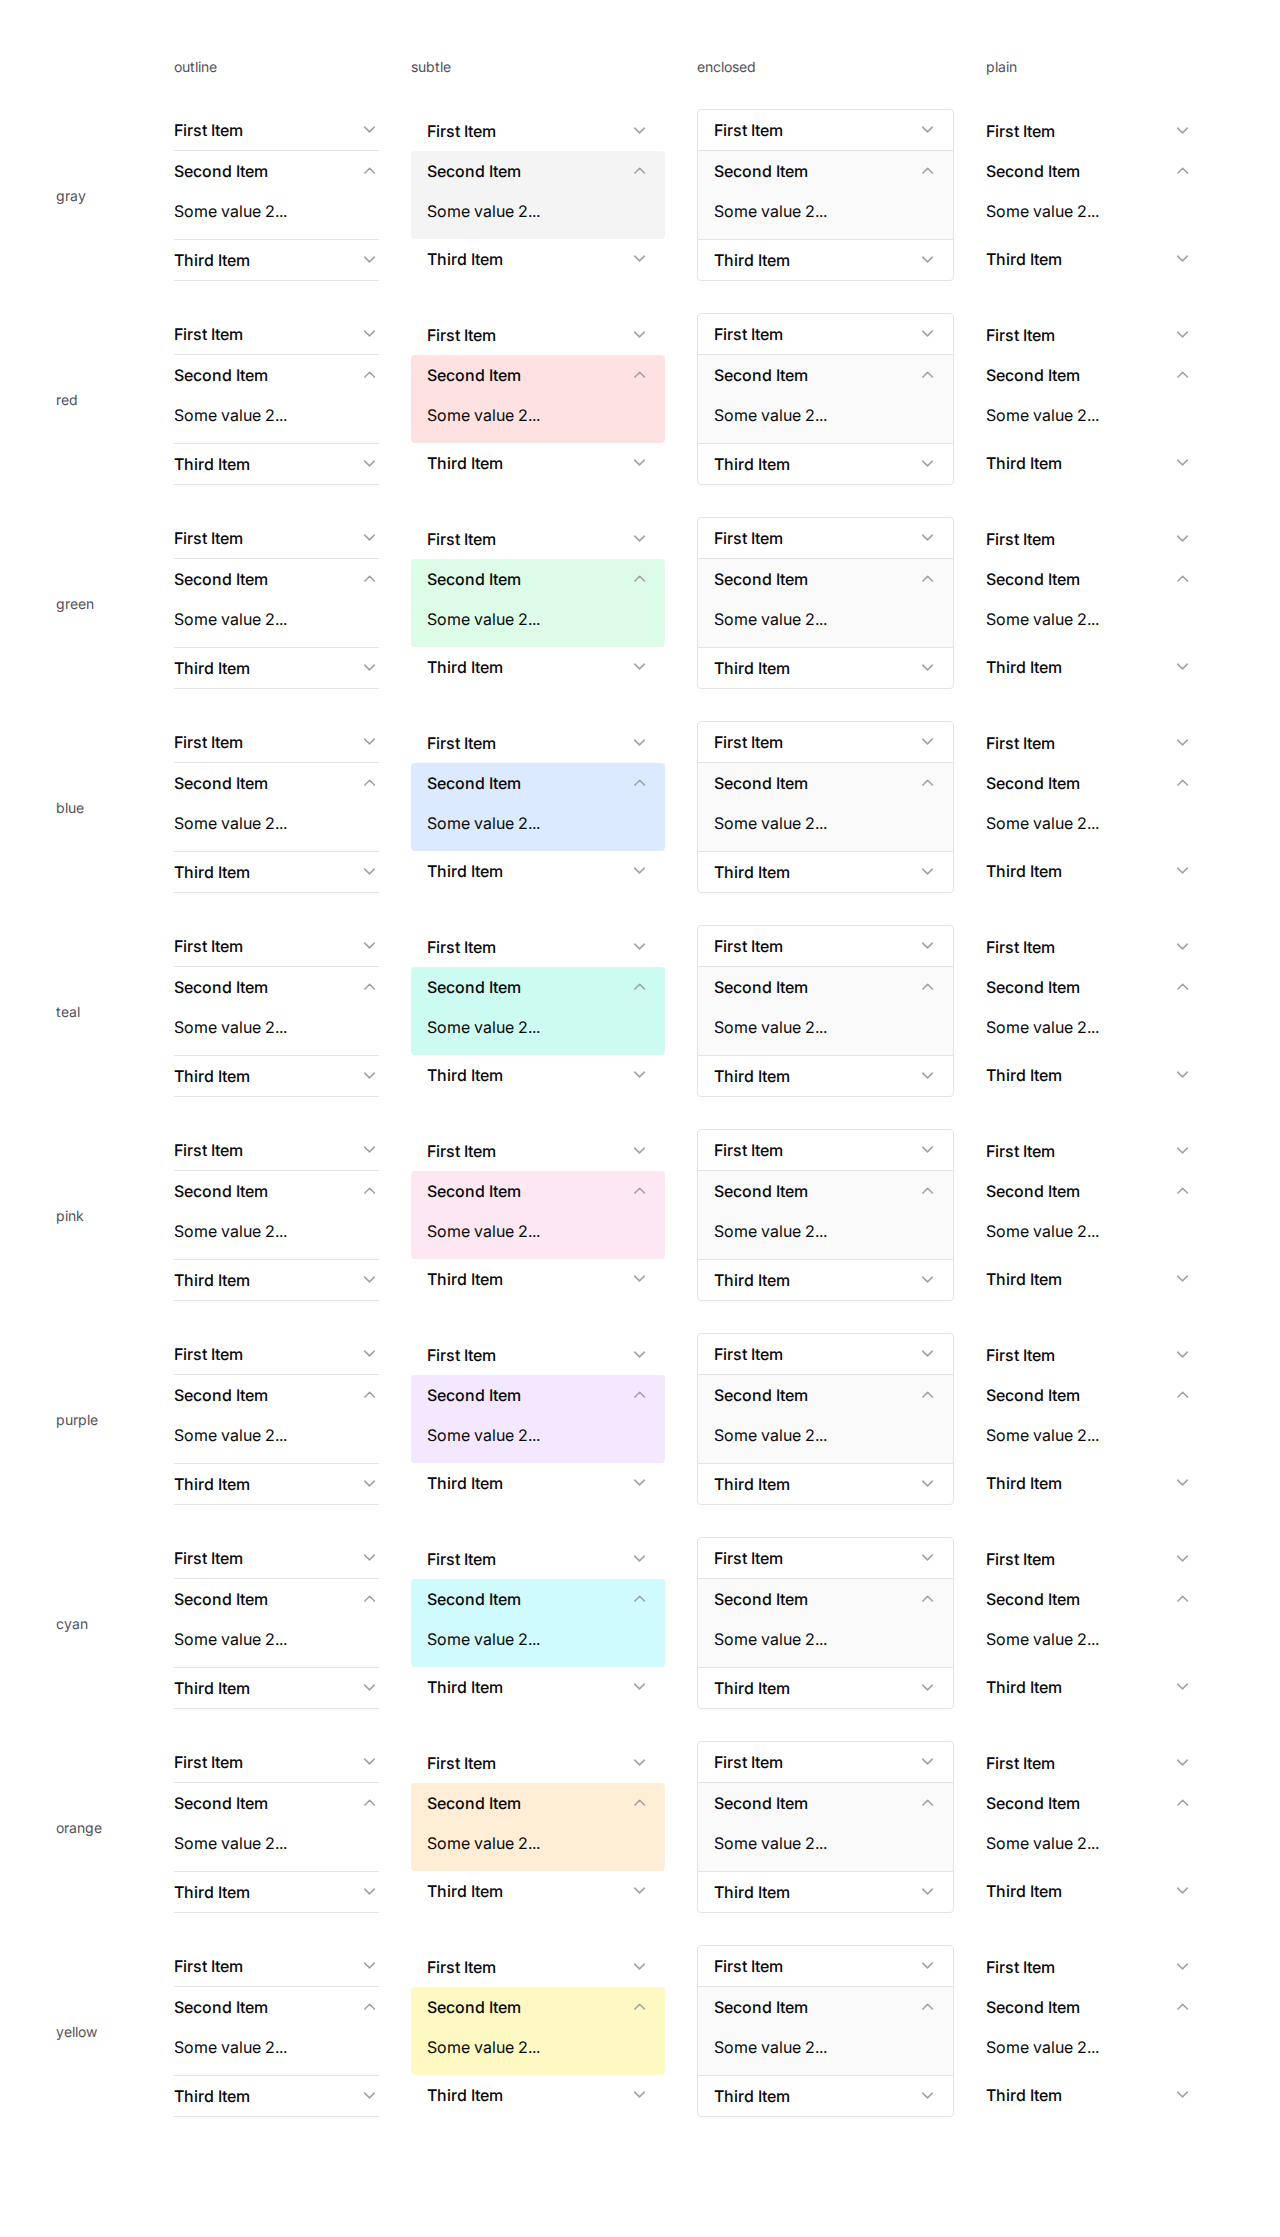 outline subtle enclosed plain
First Item First Item First Item First Item
Second Item Second Item Second Item Second Item
gray
Some value 2... Some value 2... Some value 2... Some value 2...
Third Item Third Item Third Item Third Item
First Item First Item First Item First Item
Second Item Second Item Second Item Second Item
red
Some value 2... Some value 2... Some value 2... Some value 2...
Third Item Third Item Third Item Third Item
First Item First Item First Item First Item
Second Item Second Item Second Item Second Item
green
Some value 2... Some value 2... Some value 2... Some value 2...
Third Item Third Item Third Item Third Item
First Item First Item First Item First Item
Second Item Second Item Second Item Second Item
blue
Some value 2... Some value 2... Some value 2... Some value 2...
Third Item Third Item Third Item Third Item
First Item First Item First Item First Item
Second Item Second Item Second Item Second Item
teal
Some value 2... Some value 2... Some value 2... Some value 2...
Third Item Third Item Third Item Third Item
First Item First Item First Item First Item
Second Item Second Item Second Item Second Item
pink
Some value 2... Some value 2... Some value 2... Some value 2...
Third Item Third Item Third Item Third Item
First Item First Item First Item First Item
Second Item Second Item Second Item Second Item
purple
Some value 2... Some value 2... Some value 2... Some value 2...
Third Item Third Item Third Item Third Item
First Item First Item First Item First Item
Second Item Second Item Second Item Second Item
cyan
Some value 2... Some value 2... Some value 2... Some value 2...
Third Item Third Item Third Item Third Item
First Item First Item First Item First Item
Second Item Second Item Second Item Second Item
orange
Some value 2... Some value 2... Some value 2... Some value 2...
Third Item Third Item Third Item Third Item
First Item First Item First Item First Item
Second Item Second Item Second Item Second Item
yellow
Some value 2... Some value 2... Some value 2... Some value 2...
Third Item Third Item Third Item Third Item